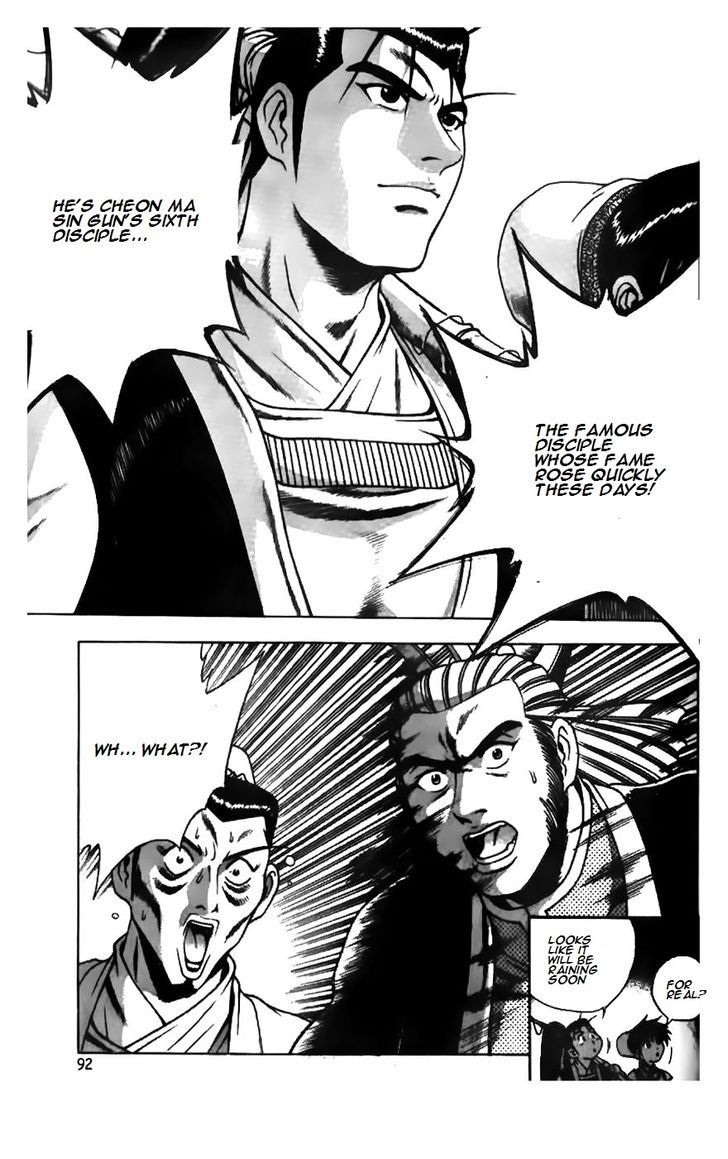 HE'S CHEON MA
SIN GUN'S SIXTH
DISCIPLE...
THE FAMOUS
DISCIPLE
WHOSE FAME
ROSE QUICKLY
THESE DAYS!
WH... WHAT?!
LOOKS
LIKE IT
WILL BE
RAINING
SOON
FOR
REAL?
92